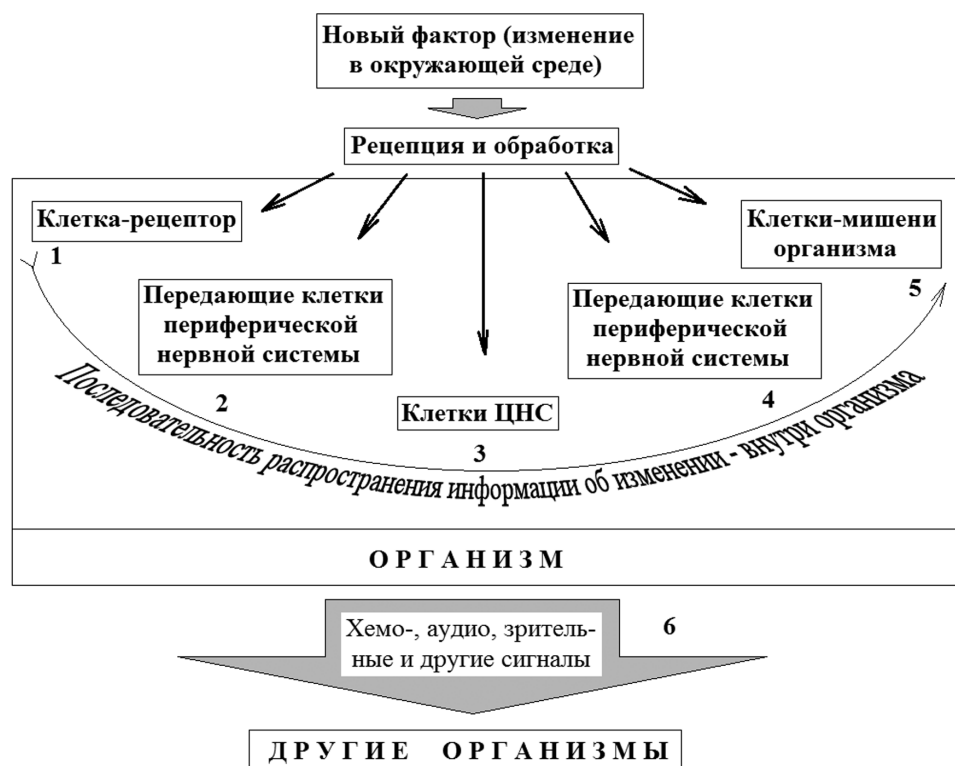 Новый фактор (изменение
в окружающей среде)
Рецепция и обработка
Клетка-рецептор
1
Клетки-мишени
организма
5
Передающие клетки
периферической
нервной системы
2
Передающие клетки
периферической
нервной системы
4
Клетки ЦНС
3
Последовательность распространения информации об изменении - внутри организма
О Р Г А Н И З М
Хемо-, аудио, зритель-
ные и другие сигналы
6
Д Р У Г И Е О Р Г А Н И З М Ы